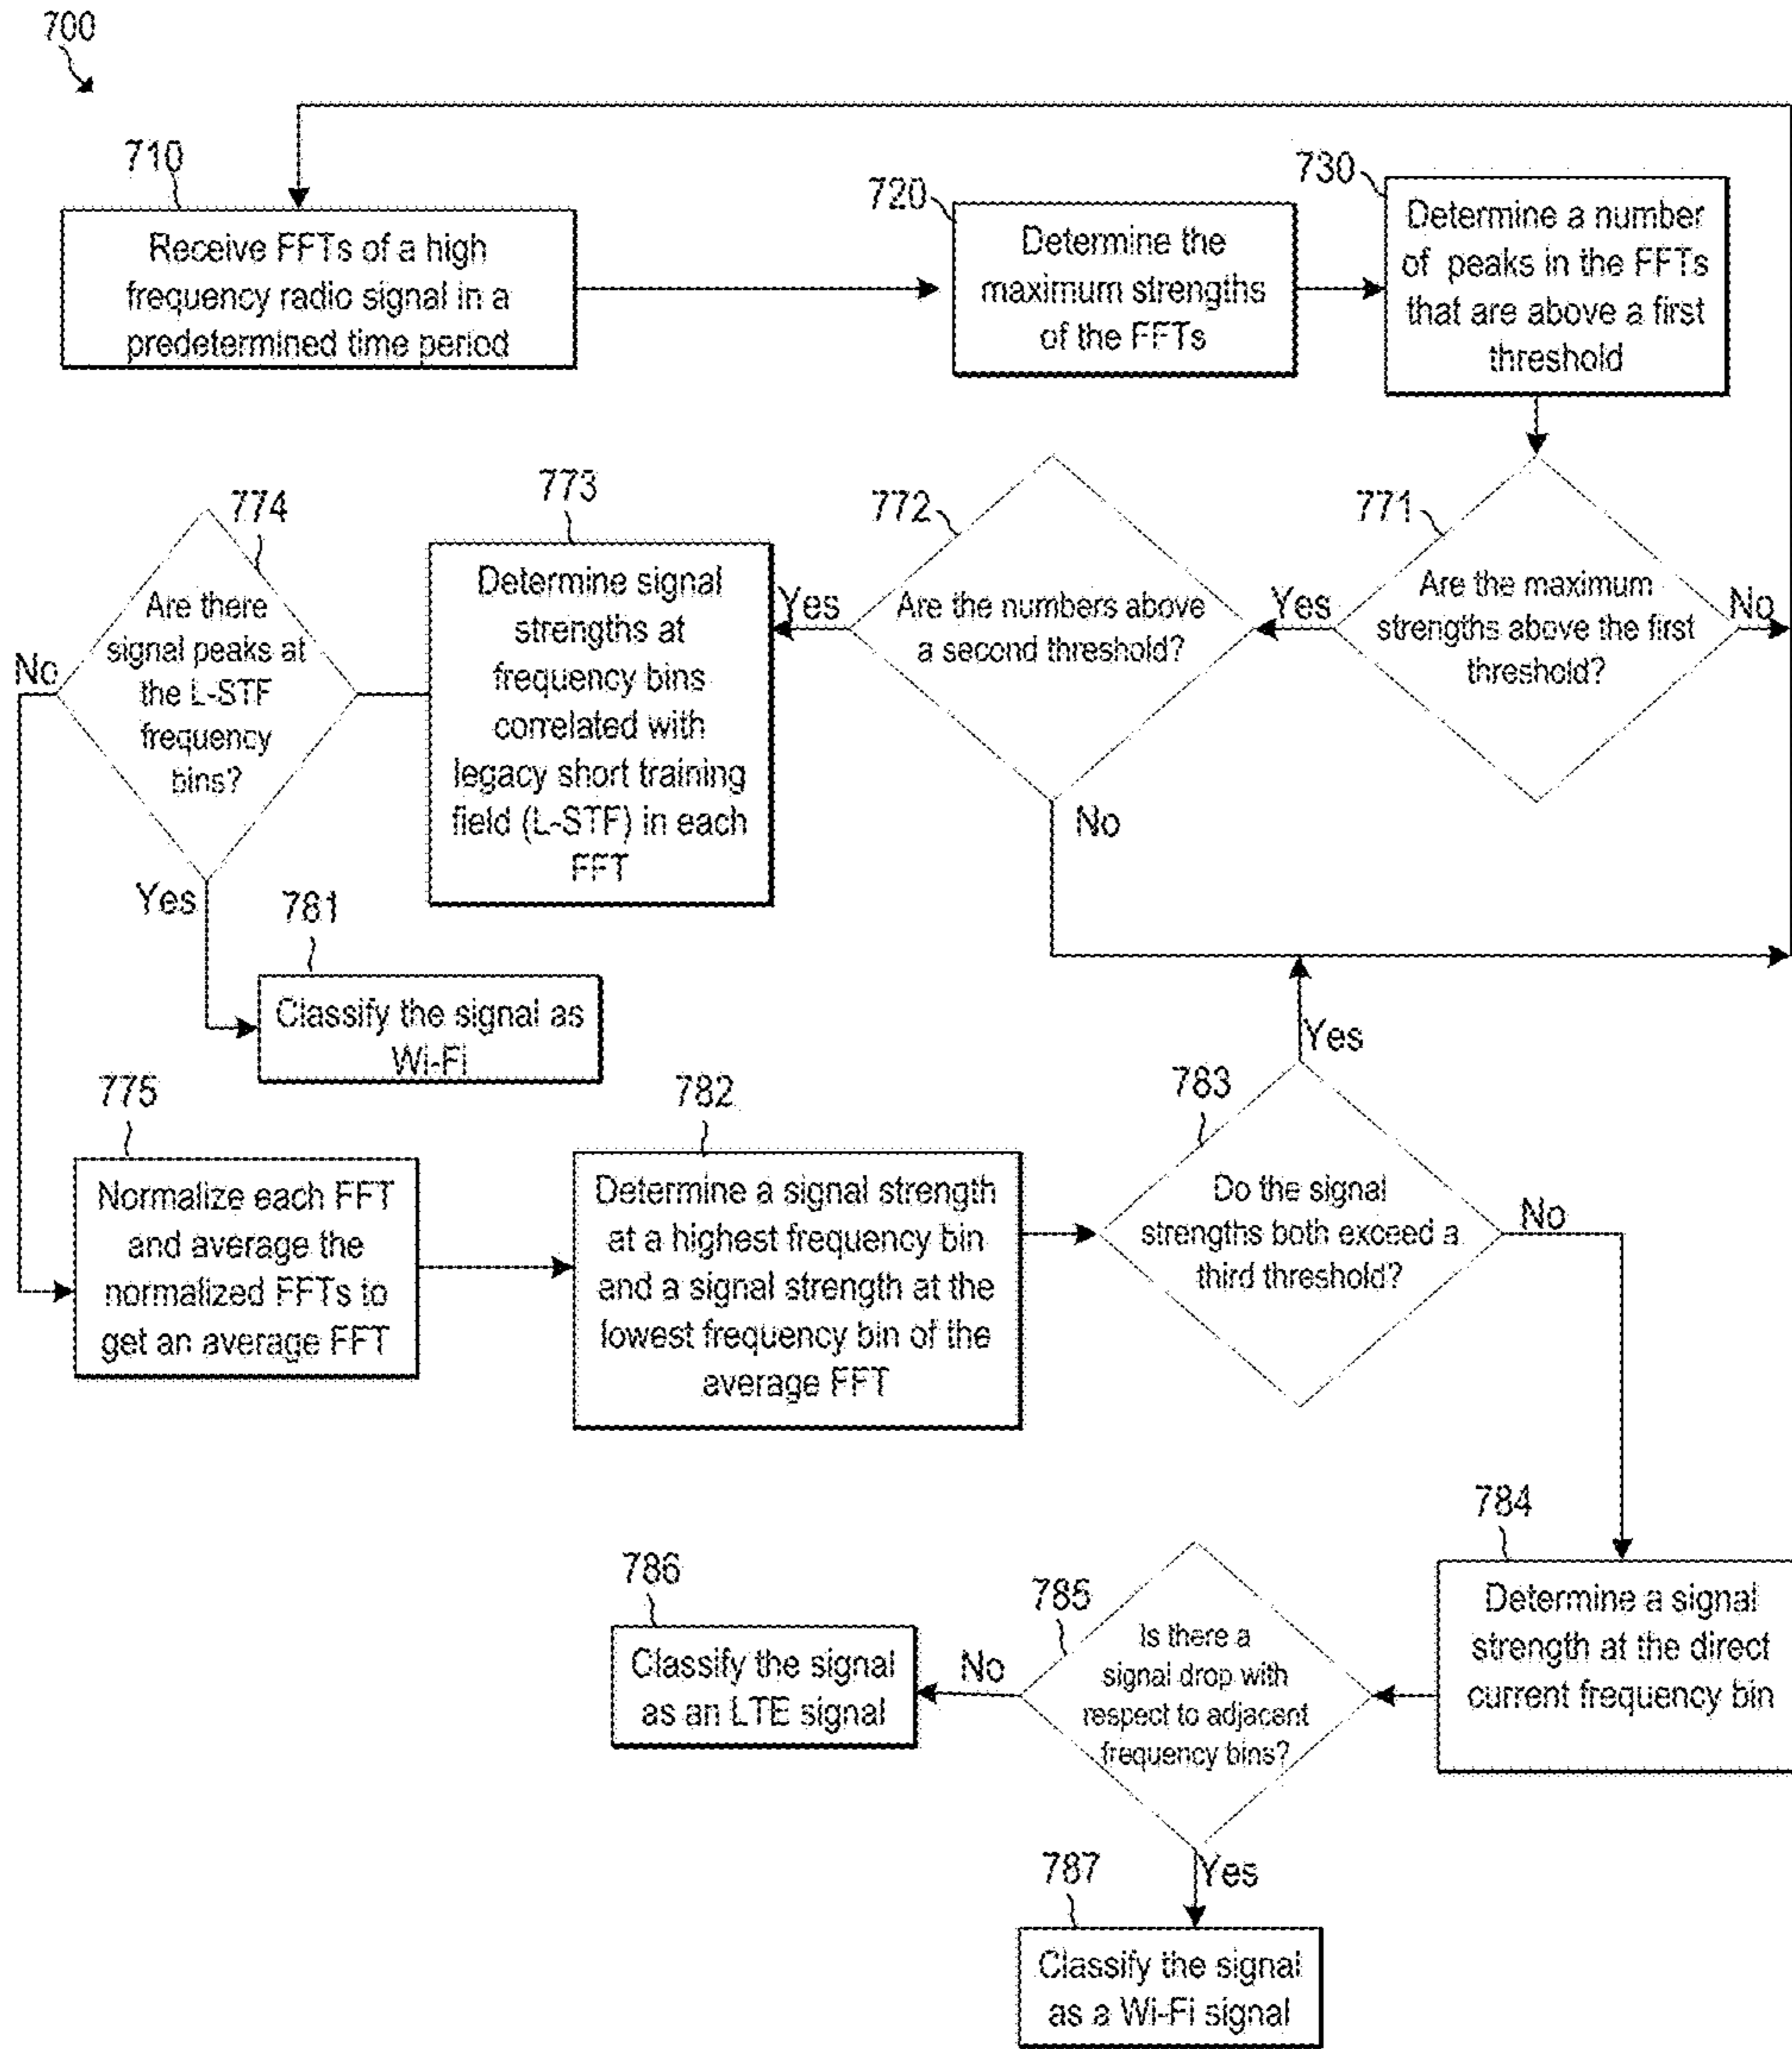 700
710
Receive FFTs of a high
frequency radio signal in a
predetermined time period
720
Determine the
maximum strengths
of the FFTs
730
Determine a number
of peaks in the FFTs
that are above a first
threshold
771
Are the maximum
strengths above the first
threshold?
No
Yes
772
Are the numbers above
a second threshold?
Yes
No
773
Determine signal
strengths at
frequency bins
correlated with
legacy short training
field (L-STF) in each
FFT
774
Are there
signal peaks at
the L-STF
frequency
bins?
No
Yes
781
Classify the signal as
Wi-Fi
775
Normalize each FFT
and average the
normalized FFTs to
get an average FFT
782
Determine a signal strength
at a highest frequency bin
and a signal strength at the
lowest frequency bin of the
average FFT
783
Do the signal
strengths both exceed a
third threshold?
Yes
No
784
Determine a signal
strength at the direct
current frequency bin
785
Is there a
signal drop with
respect to adjacent
frequency bins?
No
Yes
786
Classify the signal
as an LTE signal
787
Classify the signal
as a Wi-Fi signal